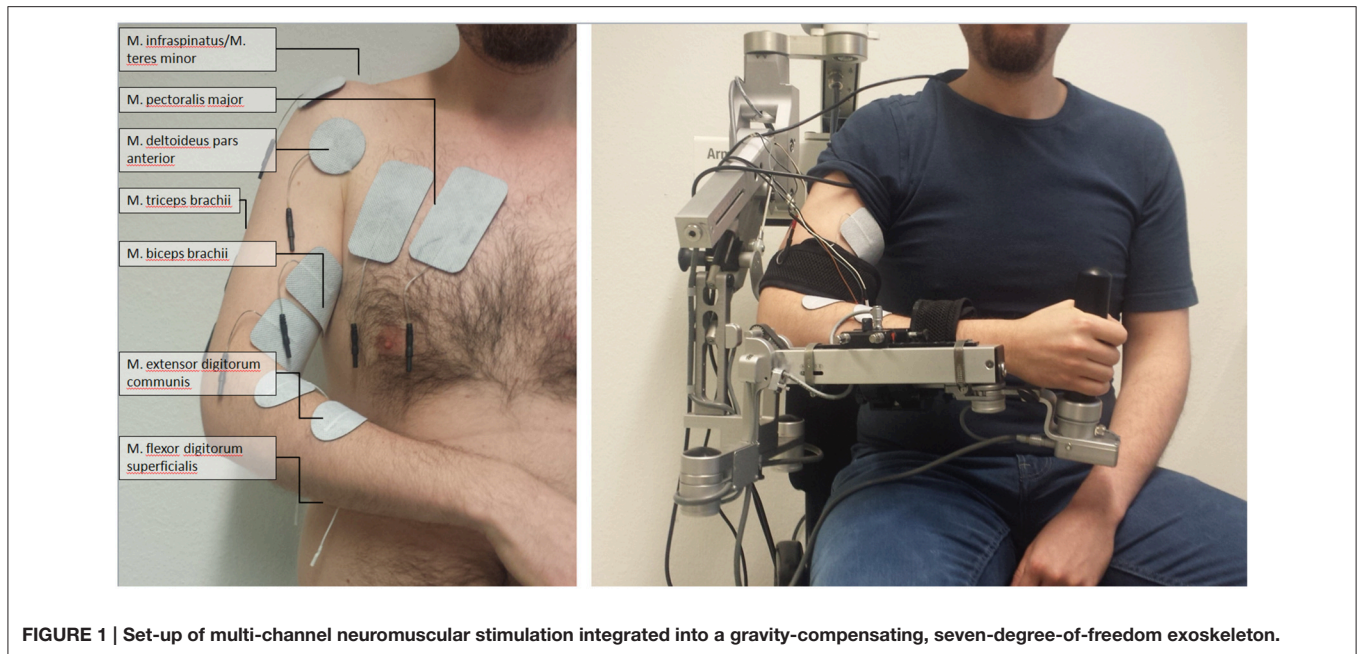 M. infraspinatus/M.
teres minor
M. pectoralis major
M. deltoideus pars
anterior
M. triceps brachii
M. biceps brachii
M. extensor digitorum
communis
M. flexor digitorum
superficialis
Arm
FIGURE 1 | Set-up of multi-channel neuromuscular stimulation integrated into a gravity-compensating, seven-degree-of-freedom exoskeleton.